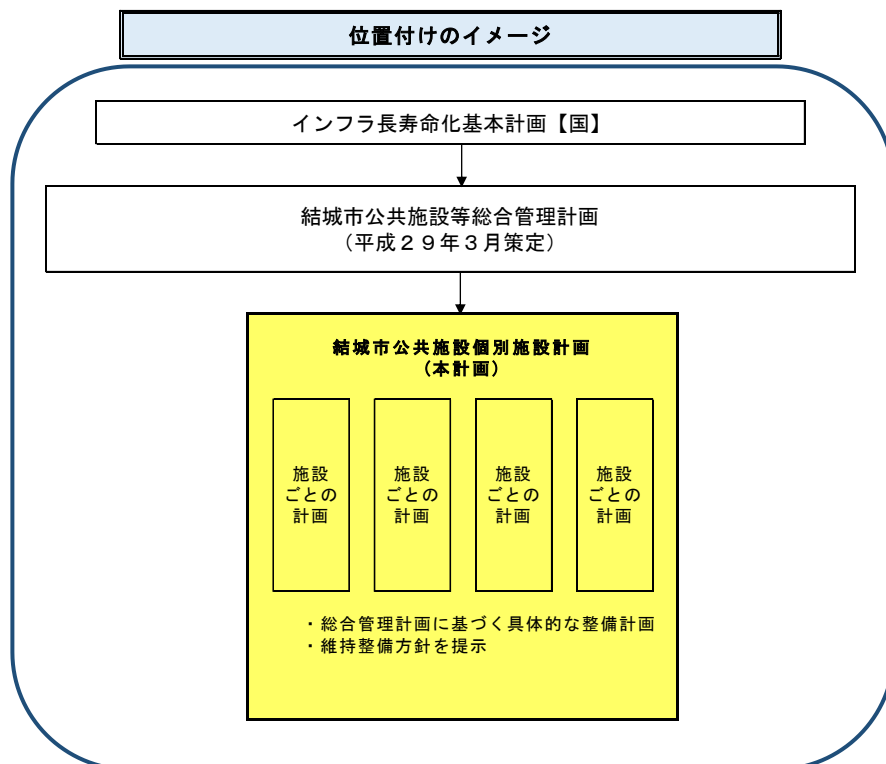 位置付けのイメージ
インフラ長寿命化基本計画【国】
結城市公共施設等総合管理計画
（平成２９年３月策定）
結城市公共施設個別施設計画
（本計画）
施設
ごとの
計画
施設
ごとの
計画
施設
ごとの
計画
施設
ごとの
計画
・総合管理計画に基づく具体的な整備計画
・維持整備方針を提示